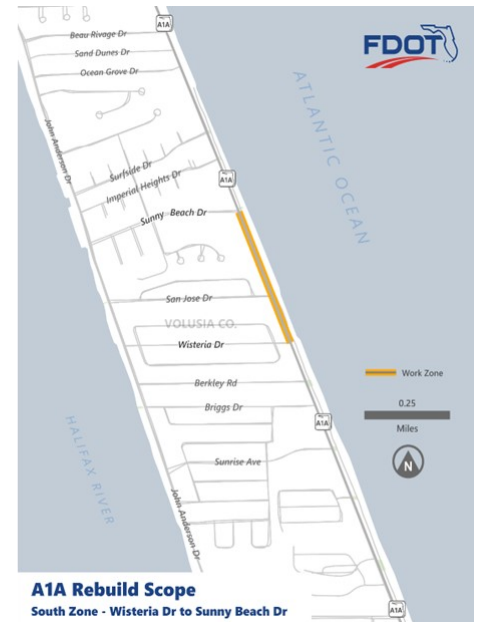 A1A
FDOT
Beau Rivage Dr
Sand Dunes Dr
Ocean Grove Dr
John Anderson Dr
ATLANTIC OCEAN
Surfside Dr
Imperial Heights Dr
A1A
Sunny Beach Dr
San Jose Dr
VOLUSIA CO.
Wisteria Dr
Work Zone
Berkley Rd
0.25
Miles
Briggs Dr
A1A
HALIFAX RIVER
Sunrise Ave
N
John Anderson Dr
A1A Rebuild Scope
South Zone - Wisteria Dr to Sunny Beach Dr
A1A